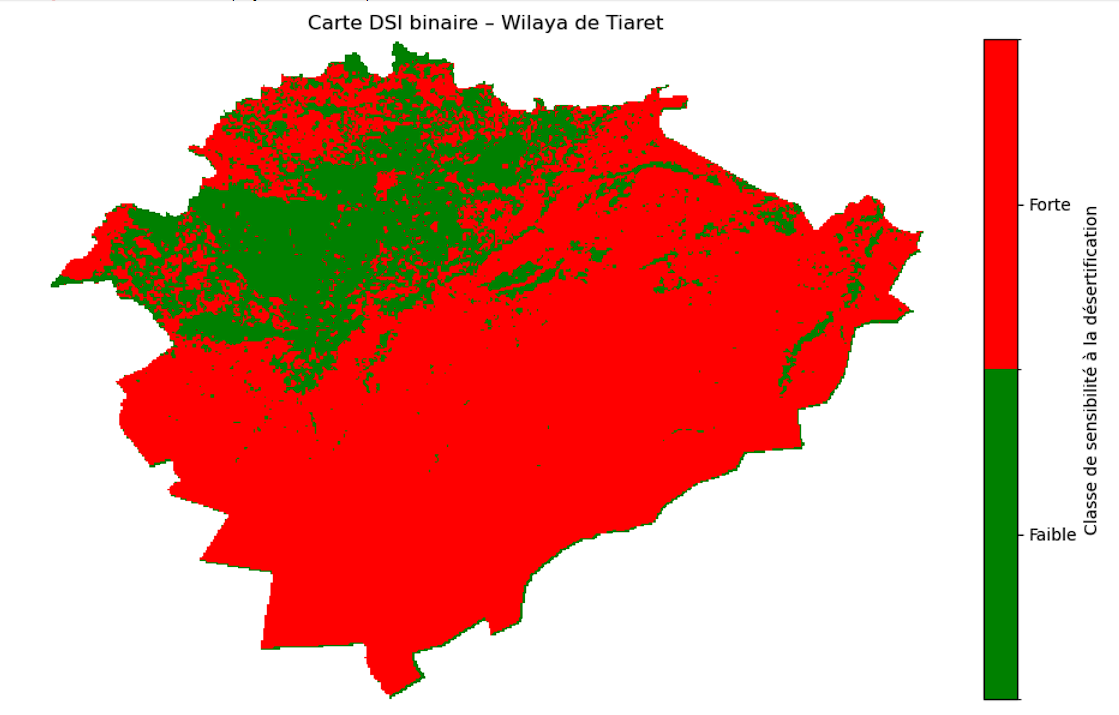 Carte DSI binaire – Wilaya de Tiaret
Forte
Faible
Classe de sensibilité à la désertification